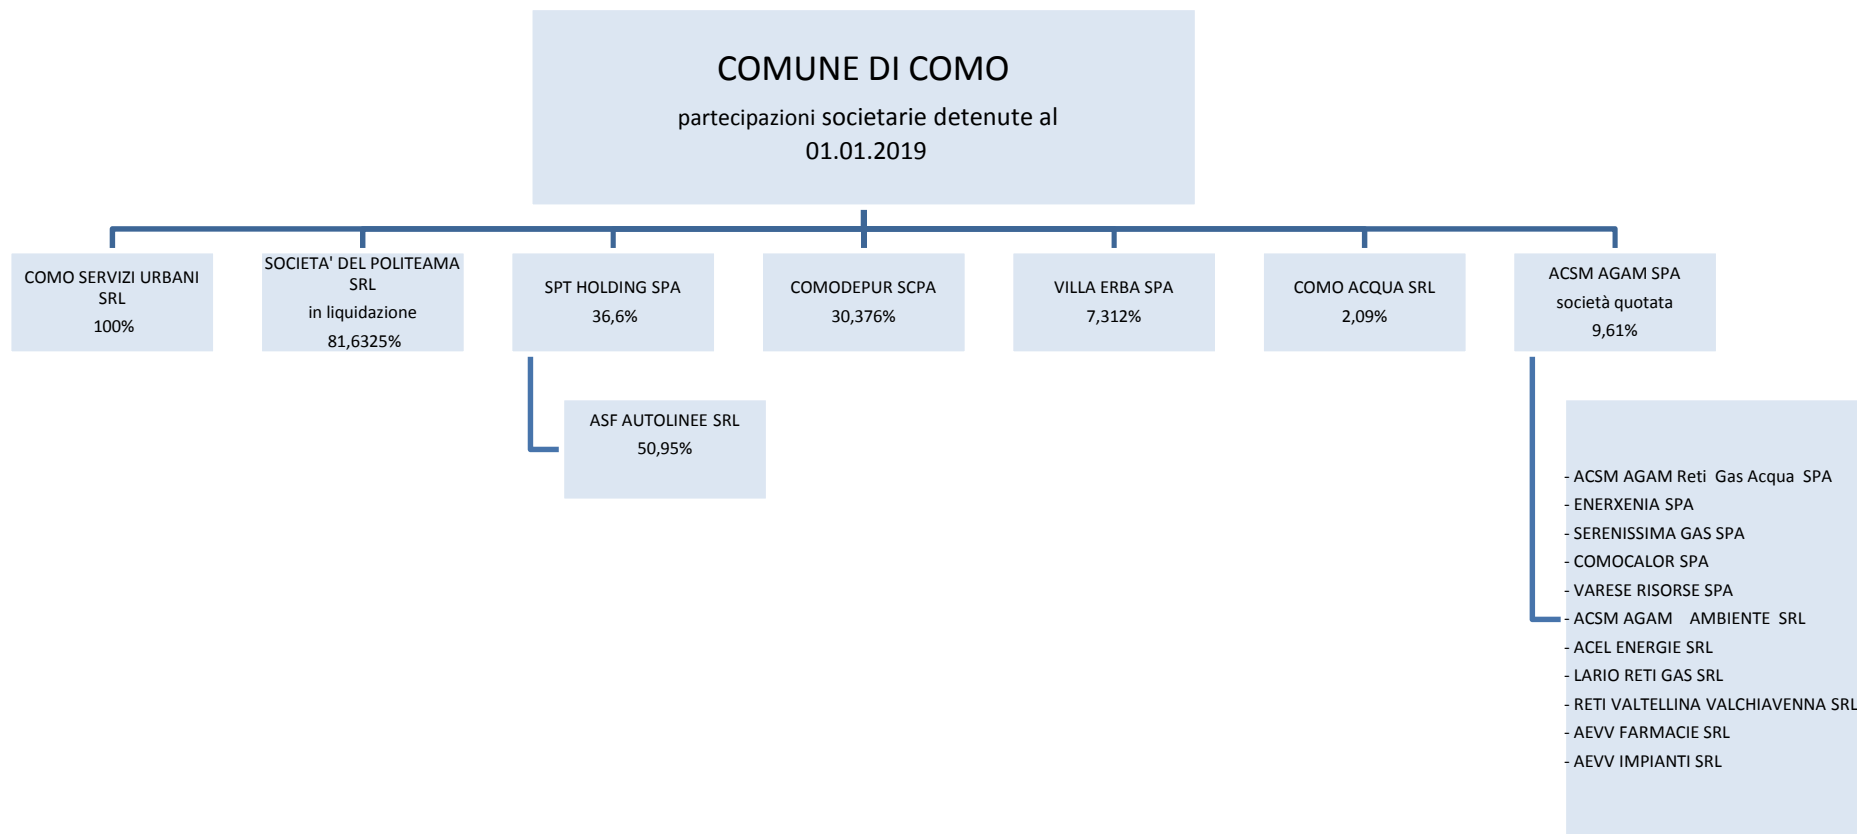 COMUNE DI COMO
partecipazioni societarie detenute al
01.01.2019
COMO SERVIZI URBANI
SRL
100%
SOCIETA' DEL POLITEAMA
SRL
in liquidazione
81,6325%
SPT HOLDING SPA
36,6%
COMODEPUR SCPA
30,376%
VILLA ERBA SPA
7,312%
COMO ACQUA SRL
2,09%
ACSM AGAM SPA
società quotata
9,61%
ASF AUTOLINEE SRL
50,95%
- ACSM AGAM Reti Gas Acqua SPA
- ENERXENIA SPA
- SERENISSIMA GAS SPA
- COMOCALOR SPA
- VARESE RISORSE SPA
- ACSM AGAM AMBIENTE SRL
- ACEL ENERGIE SRL
- LARIO RETI GAS SRL
- RETI VALTELLINA VALCHIAVENNA SRL
- AEVV FARMACIE SRL
- AEVV IMPIANTI SRL